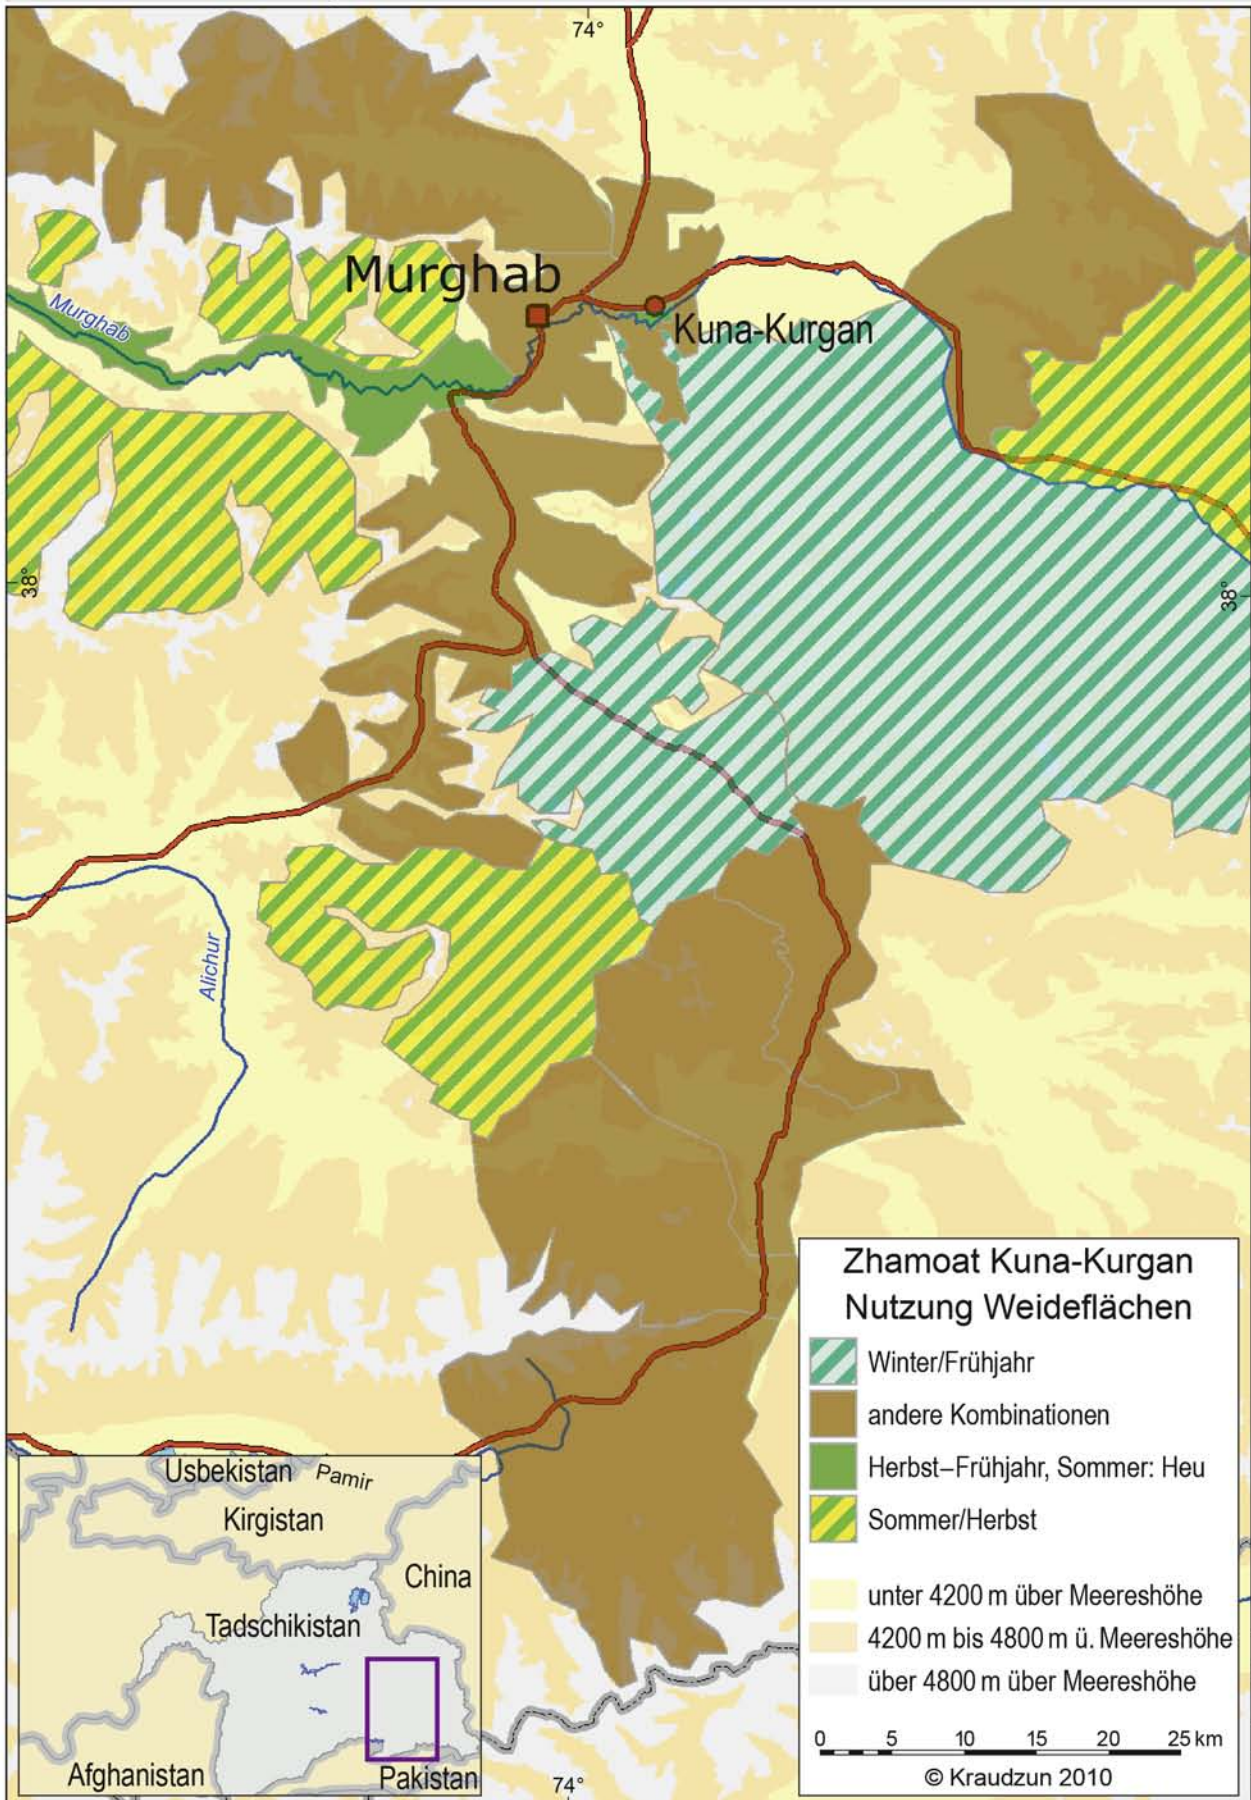 74°
Murghab
Murghab
Kuna-Kurgan
38°
38°
Alichur
Zhamoat Kuna-Kurgan
Nutzung Weideflächen
Winter/Frühjahr
andere Kombinationen
Herbst–Frühjahr, Sommer: Heu
Sommer/Herbst
unter 4200 m über Meereshöhe
4200 m bis 4800 m ü. Meereshöhe
über 4800 m über Meereshöhe
0 5 10 15 20 25 km
© Kraudzun 2010
Usbekistan Pamir
Kirgistan
China
Tadschikistan
Afghanistan
Pakistan
74°